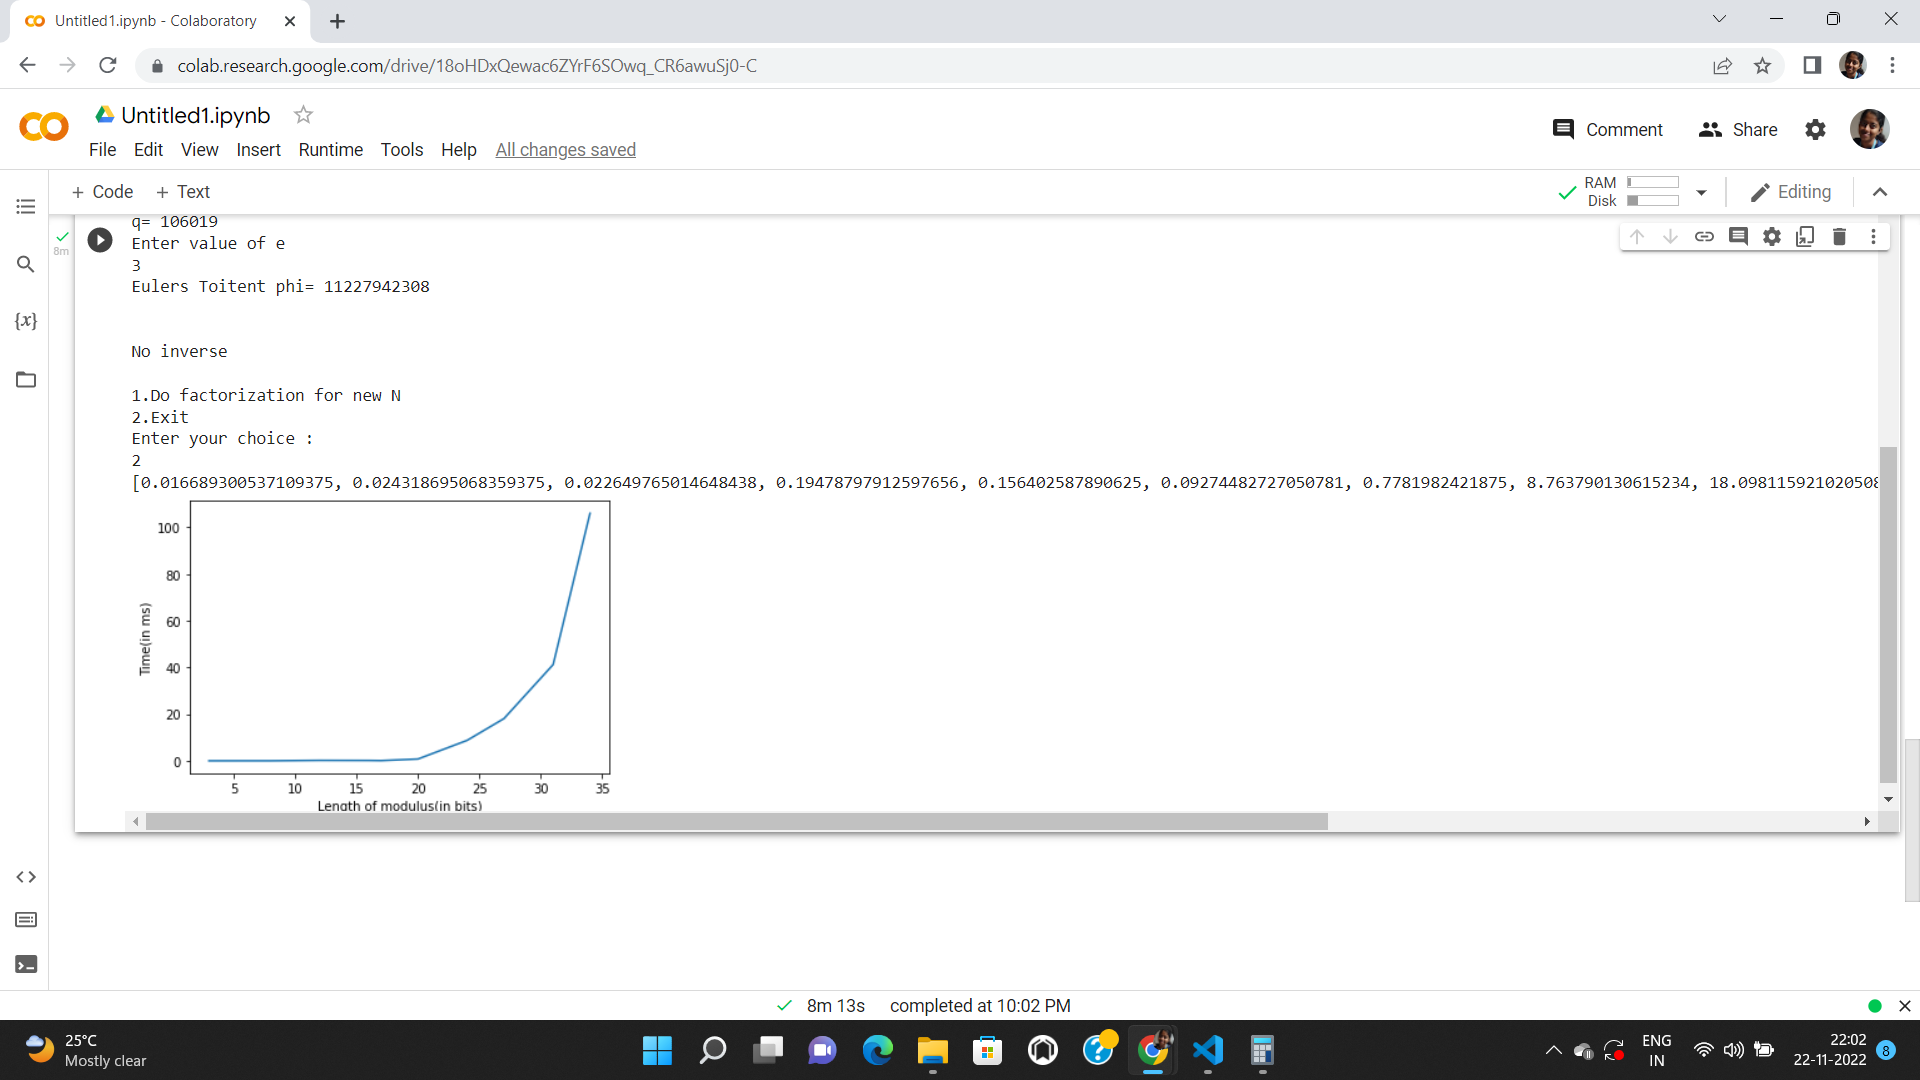 Untitled1.ipynb - Colaboratory
colab.research.google.com/drive/18oHDxQewac6ZYrF6SOwq_CR6awuSj0-C
Untitled1.ipynb
Comment
Share
File Edit View Insert Runtime Tools Help All changes saved
+ Code + Text
RAM
Disk
Editing
{x}
8m
q= 106019
Enter value of e
3
Eulers Toitent phi= 11227942308
No inverse
1.Do factorization for new N
2.Exit
Enter your choice :
2
[0.016689300537109375, 0.024318695068359375, 0.022649765014648438, 0.19478797912597656, 0.156402587890625, 0.09274482727050781, 0.7781982421875, 8.763790130615234, 18.098115921020508
100
80
60
40
20
0
Time(in ms)
5 10 15 20 25 30 35
Length of modulus(in bits)
8m 13s completed at 10:02 PM
25°C
Mostly clear
ENG
IN
22:02
22-11-2022
8